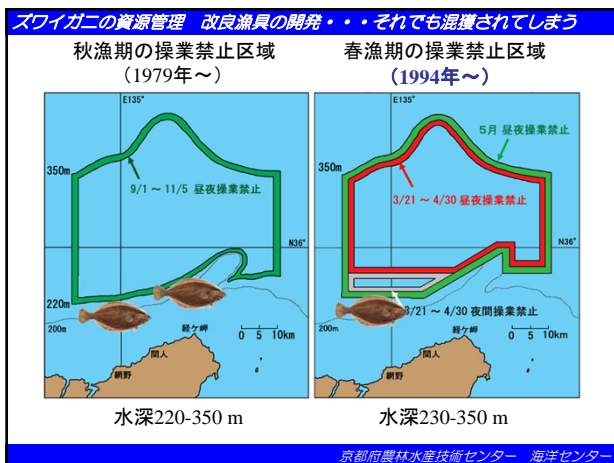 ズワイガニの資源管理　改良漁具の開発・・・それでも混獲されてしまう
秋漁期の操業禁止区域
（1979年～）
E135°
350m
9/1 ～ 11/5 昼夜操業禁止
N36°
220m
200m
経ケ岬
0 5 10km
間人
網野
水深220-350 m
春漁期の操業禁止区域
（1994年～）
E135°
5月 昼夜操業禁止
350m
3/21 ～ 4/30 昼夜操業禁止
N36°
220m
3/21 ～ 4/30 夜間操業禁止
200m
経ケ岬
0 5 10km
間人
網野
水深230-350 m
京都府農林水産技術センター　海洋センター